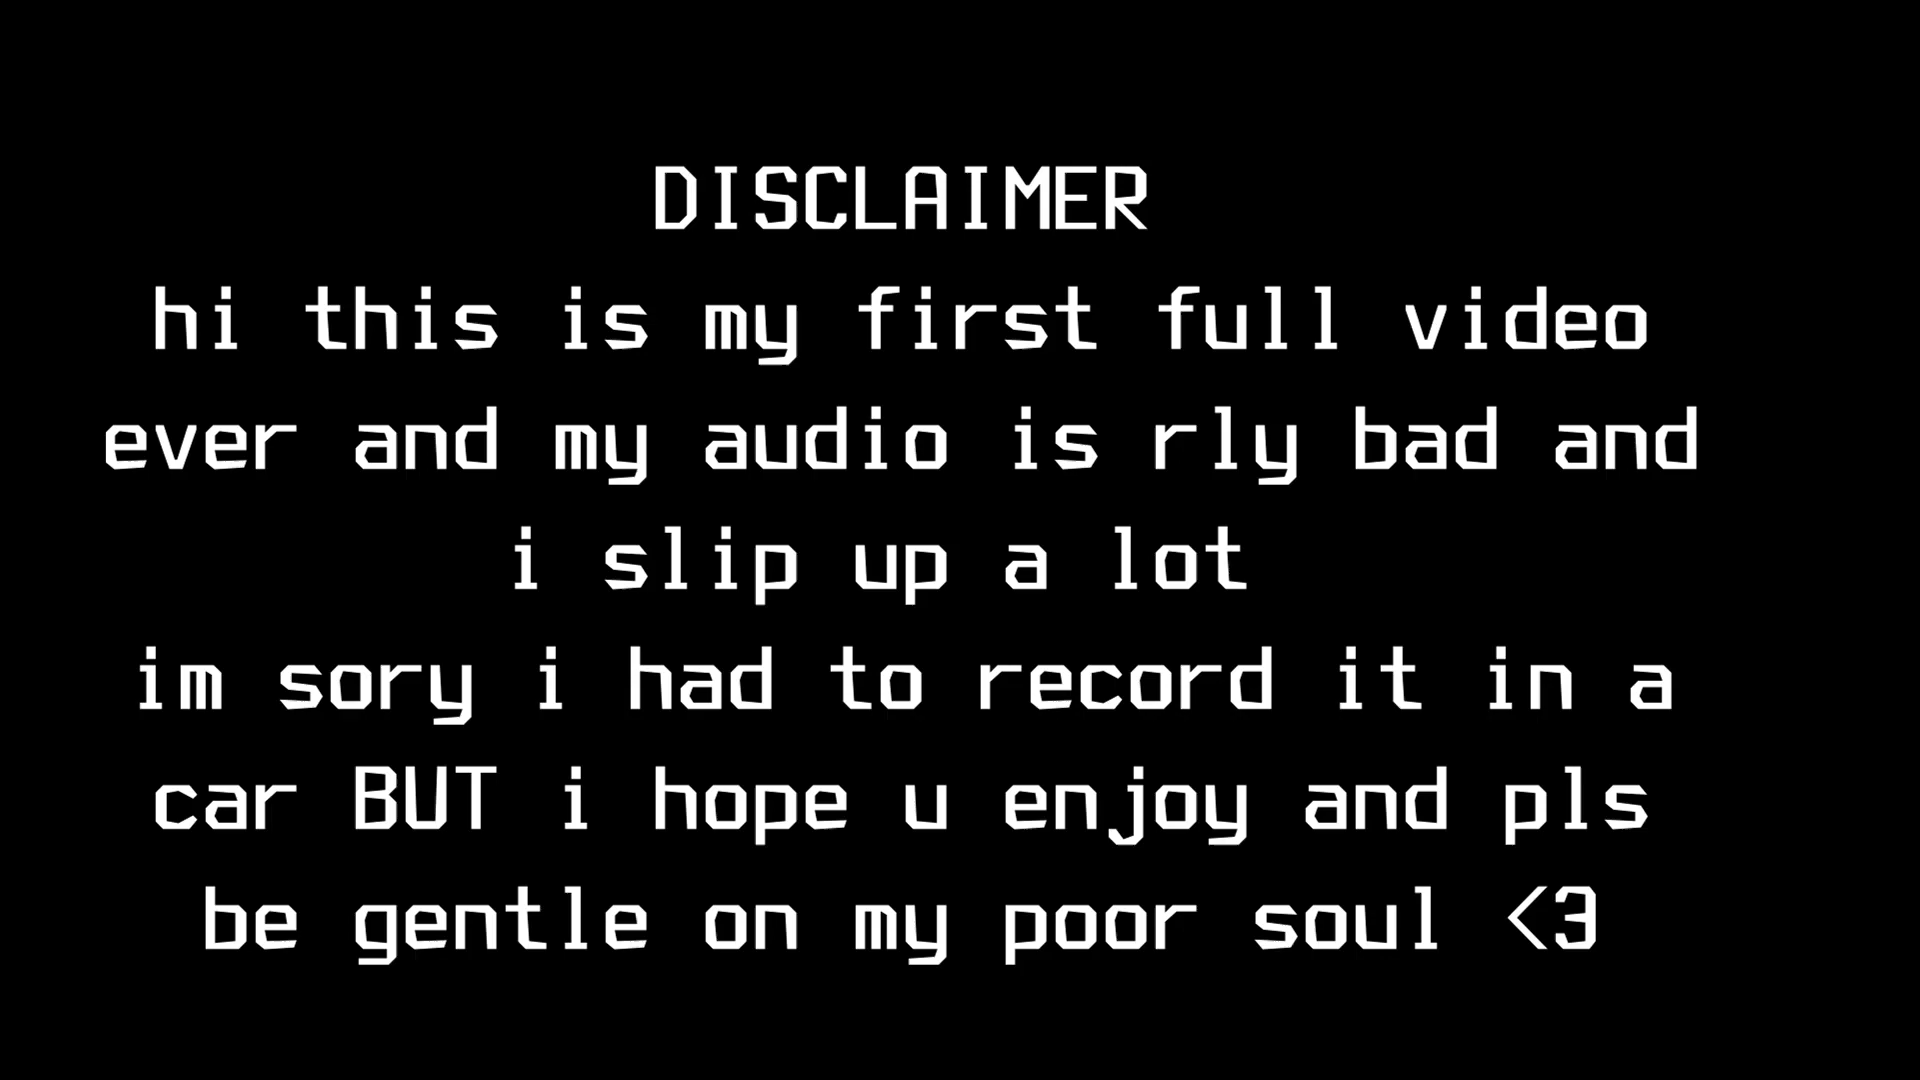 DISCLAIMER
hi this is my first full video
ever and my audio is rly bad and
i slip up a lot
im sory i had to record it in a
car BUT i hope u enjoy and pls
be gentle on my poor soul <3